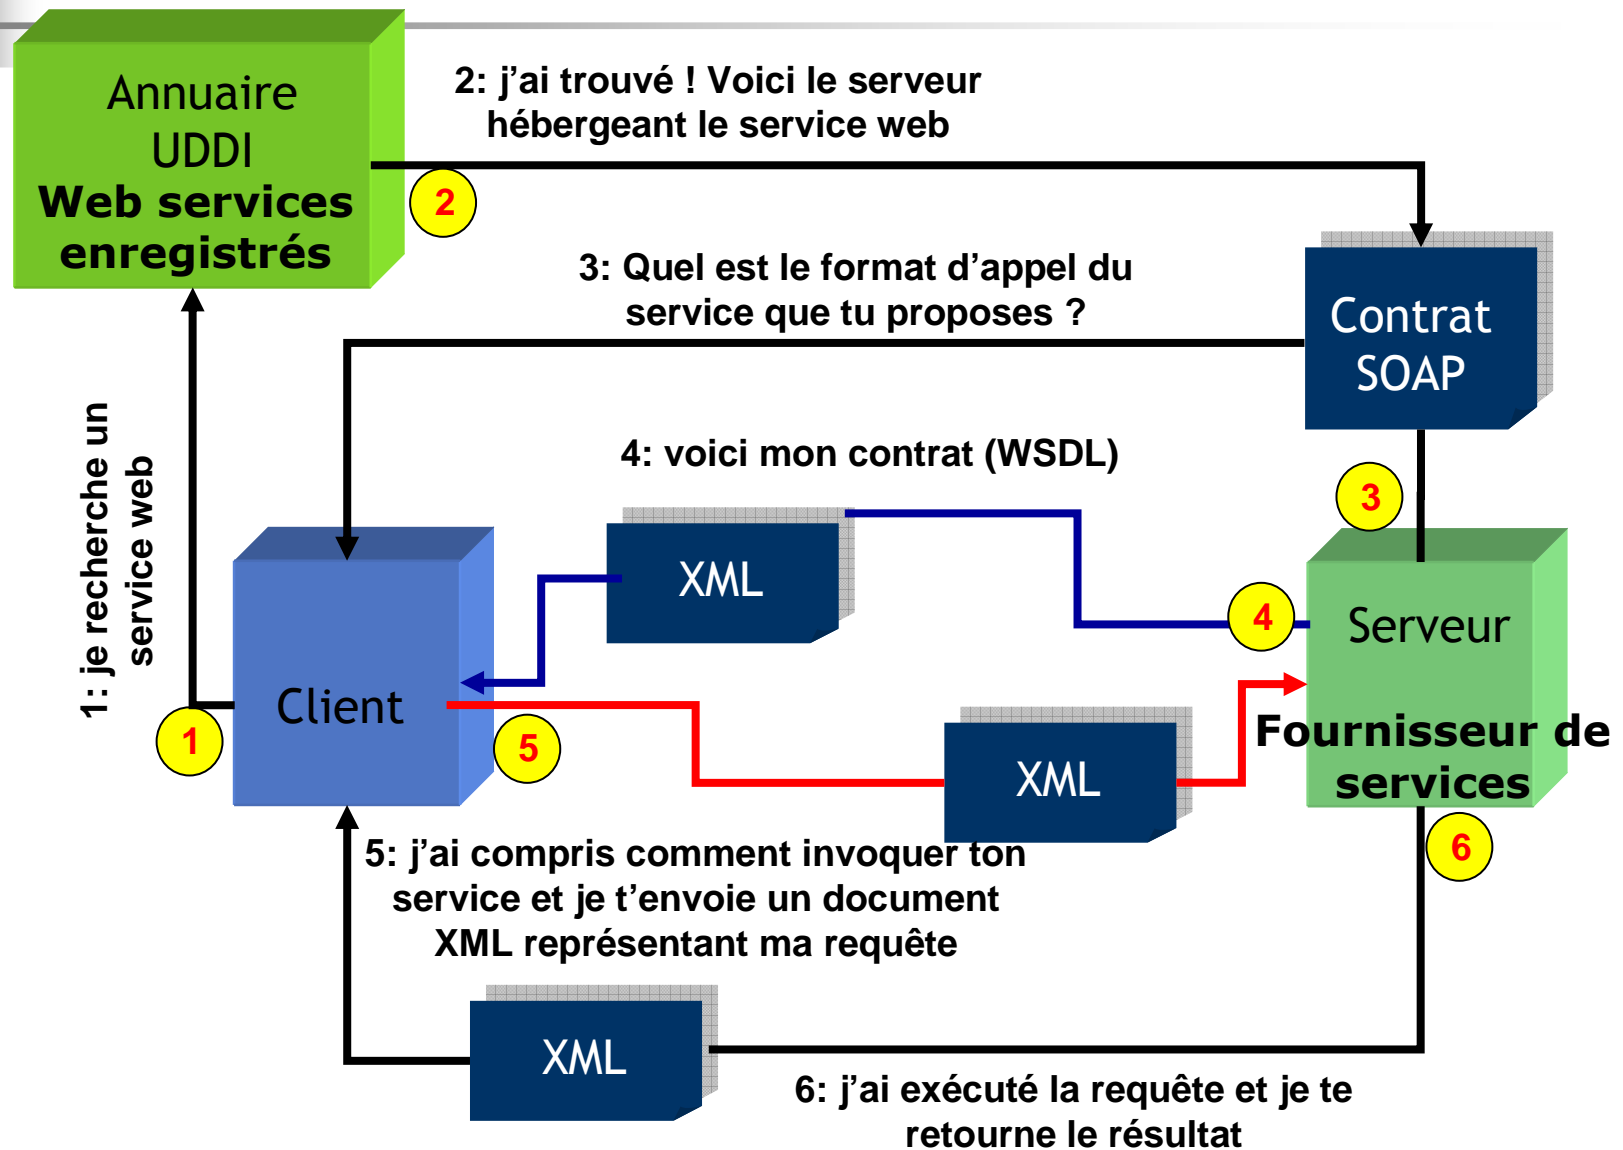 Annuaire
UDDI
Web services
enregistrés
2: j’ai trouvé ! Voici le serveur
hébergeant le service web
2
3: Quel est le format d’appel du
service que tu proposes ?
Contrat
SOAP
1: je recherche un
service web
4: voici mon contrat (WSDL)
3
XML
4
Serveur
Client
1
5
XML
Fournisseur de
services
6
5: j’ai compris comment invoquer ton
service et je t’envoie un document
XML représentant ma requête
XML
6: j’ai exécuté la requête et je te
retourne le résultat